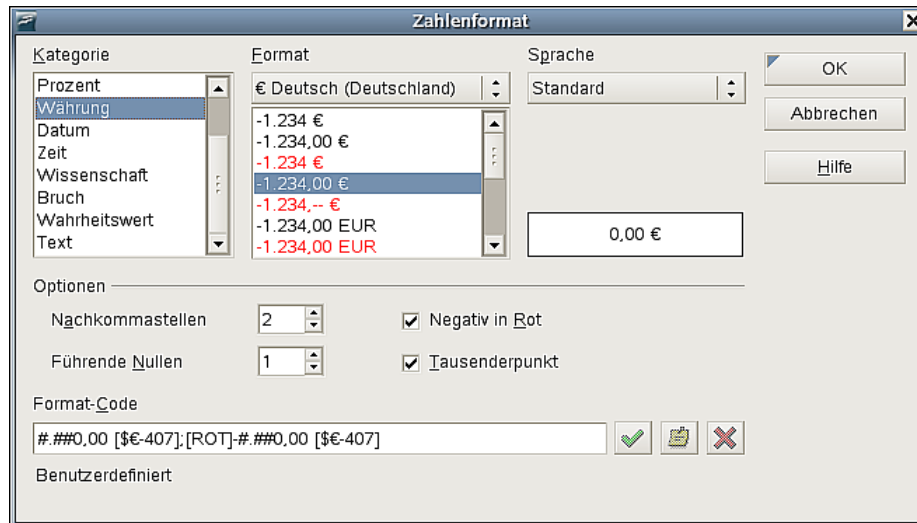 Zahlenformat
Kategorie
Prozent
Währung
Datum
Zeit
Wissenschaft
Bruch
Wahrheitswert
Text
Format
€ Deutsch (Deutschland)
-1.234 €
-1.234,00 €
-1.234 €
-1.234,00 €
-1.234,-- €
-1.234,00 EUR
-1.234,00 EUR
Sprache
Standard
0,00 €
OK
Abbrechen
Hilfe
Optionen
Nachkommastellen 2
Negativ in Rot
Führende Nullen 1
Tausenderpunkt
Format-Code
#.##0,00 [$€-407];[ROT]-#.##0,00 [$€-407]
Benutzerdefiniert